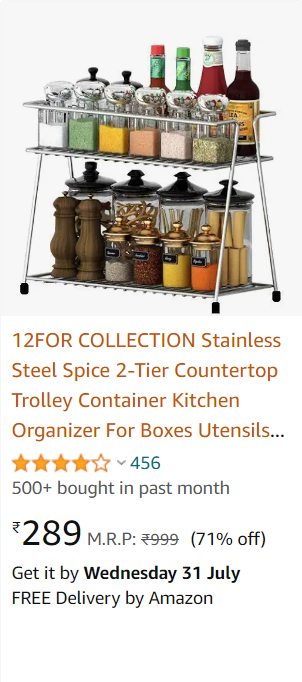 12FOR COLLECTION Stainless
Steel Spice 2-Tier Countertop
Trolley Container Kitchen
Organizer For Boxes Utensils...
456
500+ bought in past month
₹289 M.R.P: ₹999 (71% off)
Get it by Wednesday 31 July
FREE Delivery by Amazon